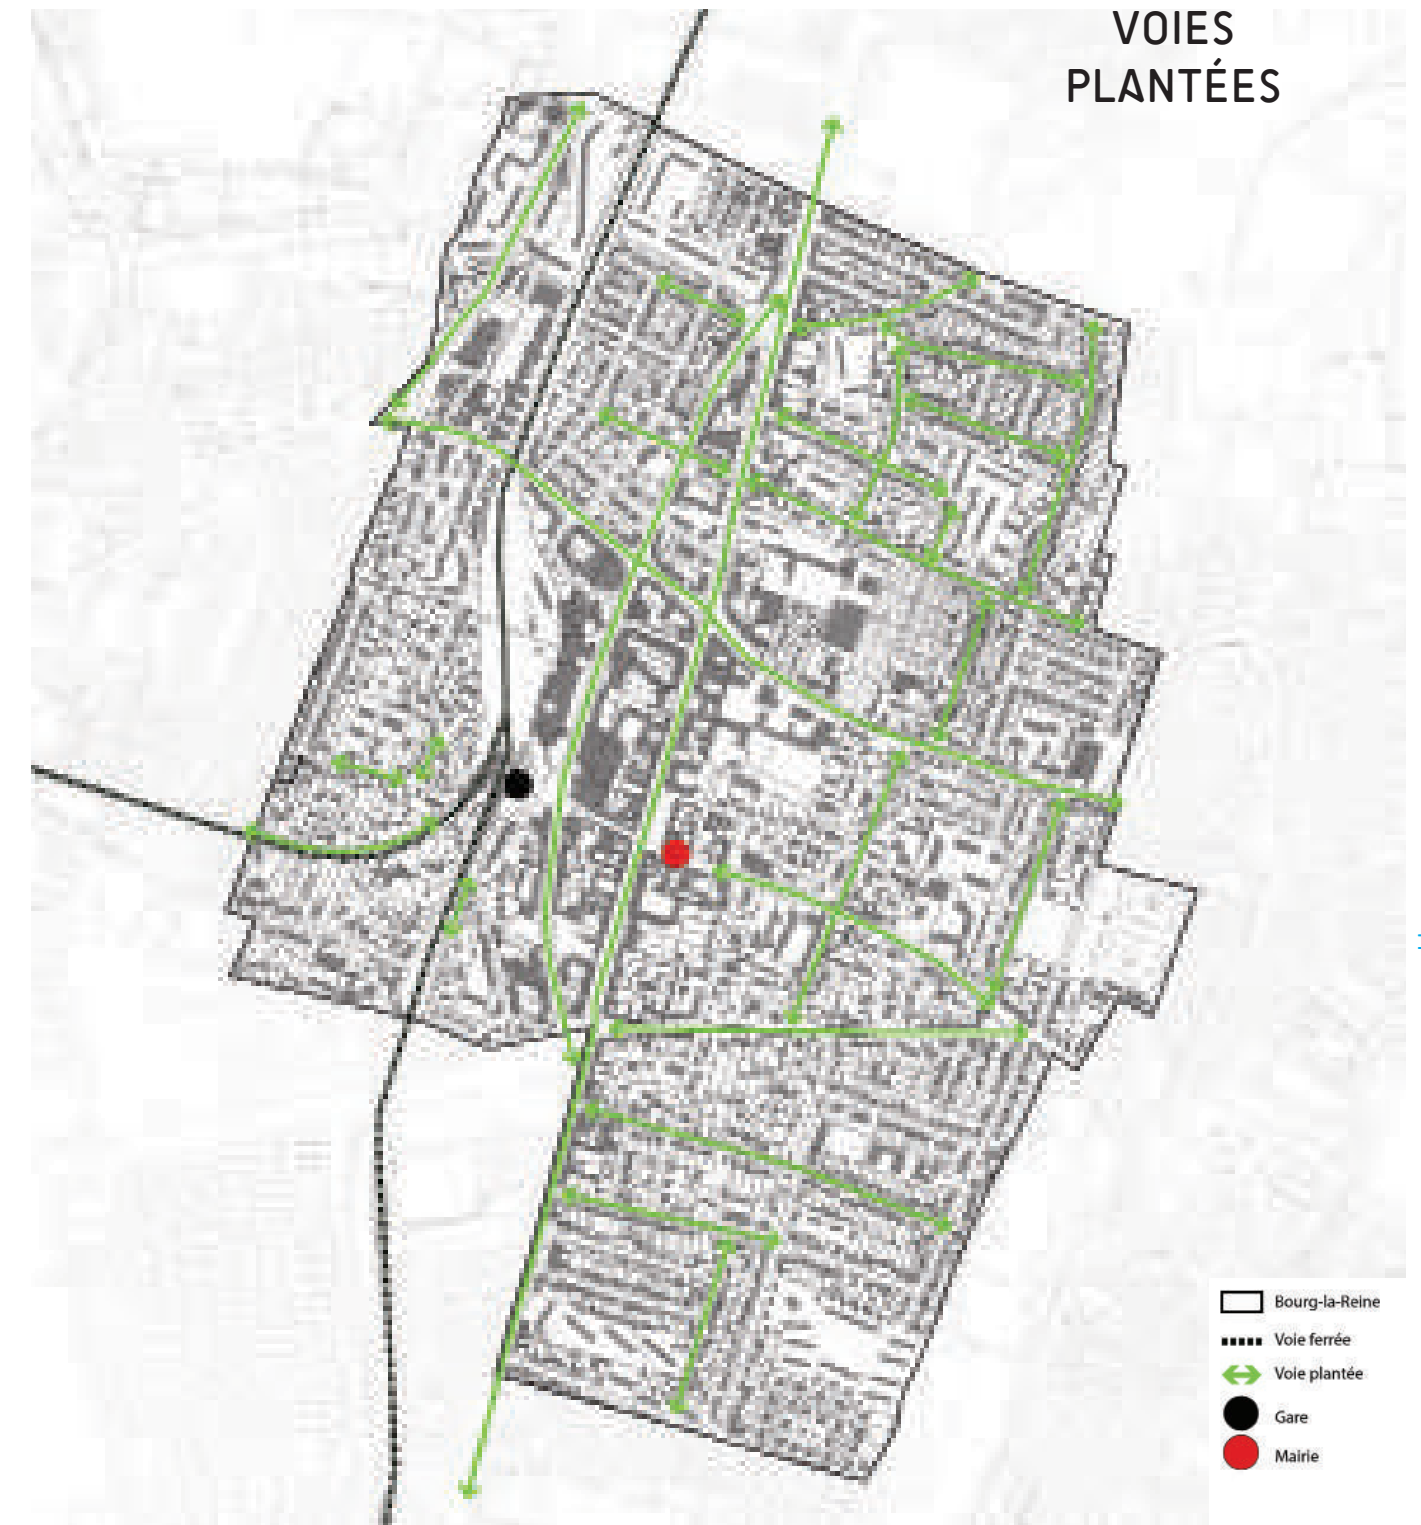 VOIES
PLANTÉES
Bourg-la-Reine
Voie ferrée
Voie plantée
Gare
Mairie